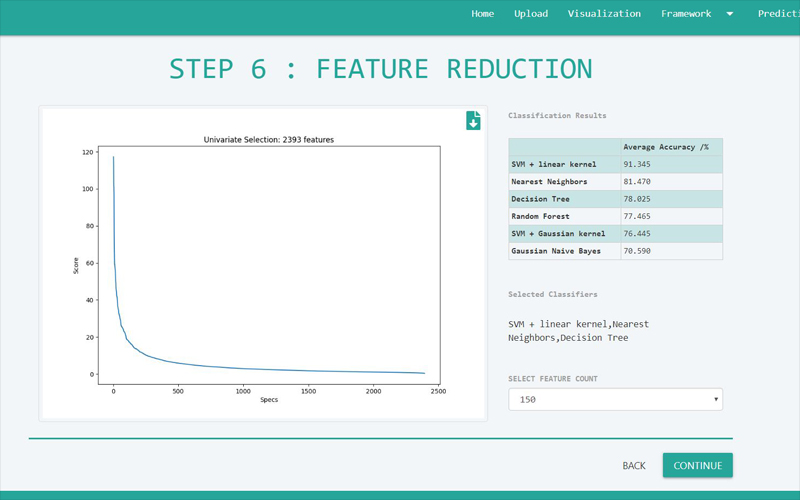 Home Upload Visualization Framework
STEP 6 : FEATURE REDUCTION
Univariate Selection: 2393 features
120
100
80
60
40
20
0
Score
0 500 1000 1500 2000 2500
Specs
Classification Results
Average Accuracy /%
SVM + linear kernel 91.345
Nearest Neighbors 81.470
Decision Tree 78.025
Random Forest 77.465
SVM + Gaussian kernel 76.445
Gaussian Naive Bayes 70.590
Selected Classifiers
SVM + linear kernel,Nearest
Neighbors,Decision Tree
SELECT FEATURE COUNT
150
BACK CONTINUE